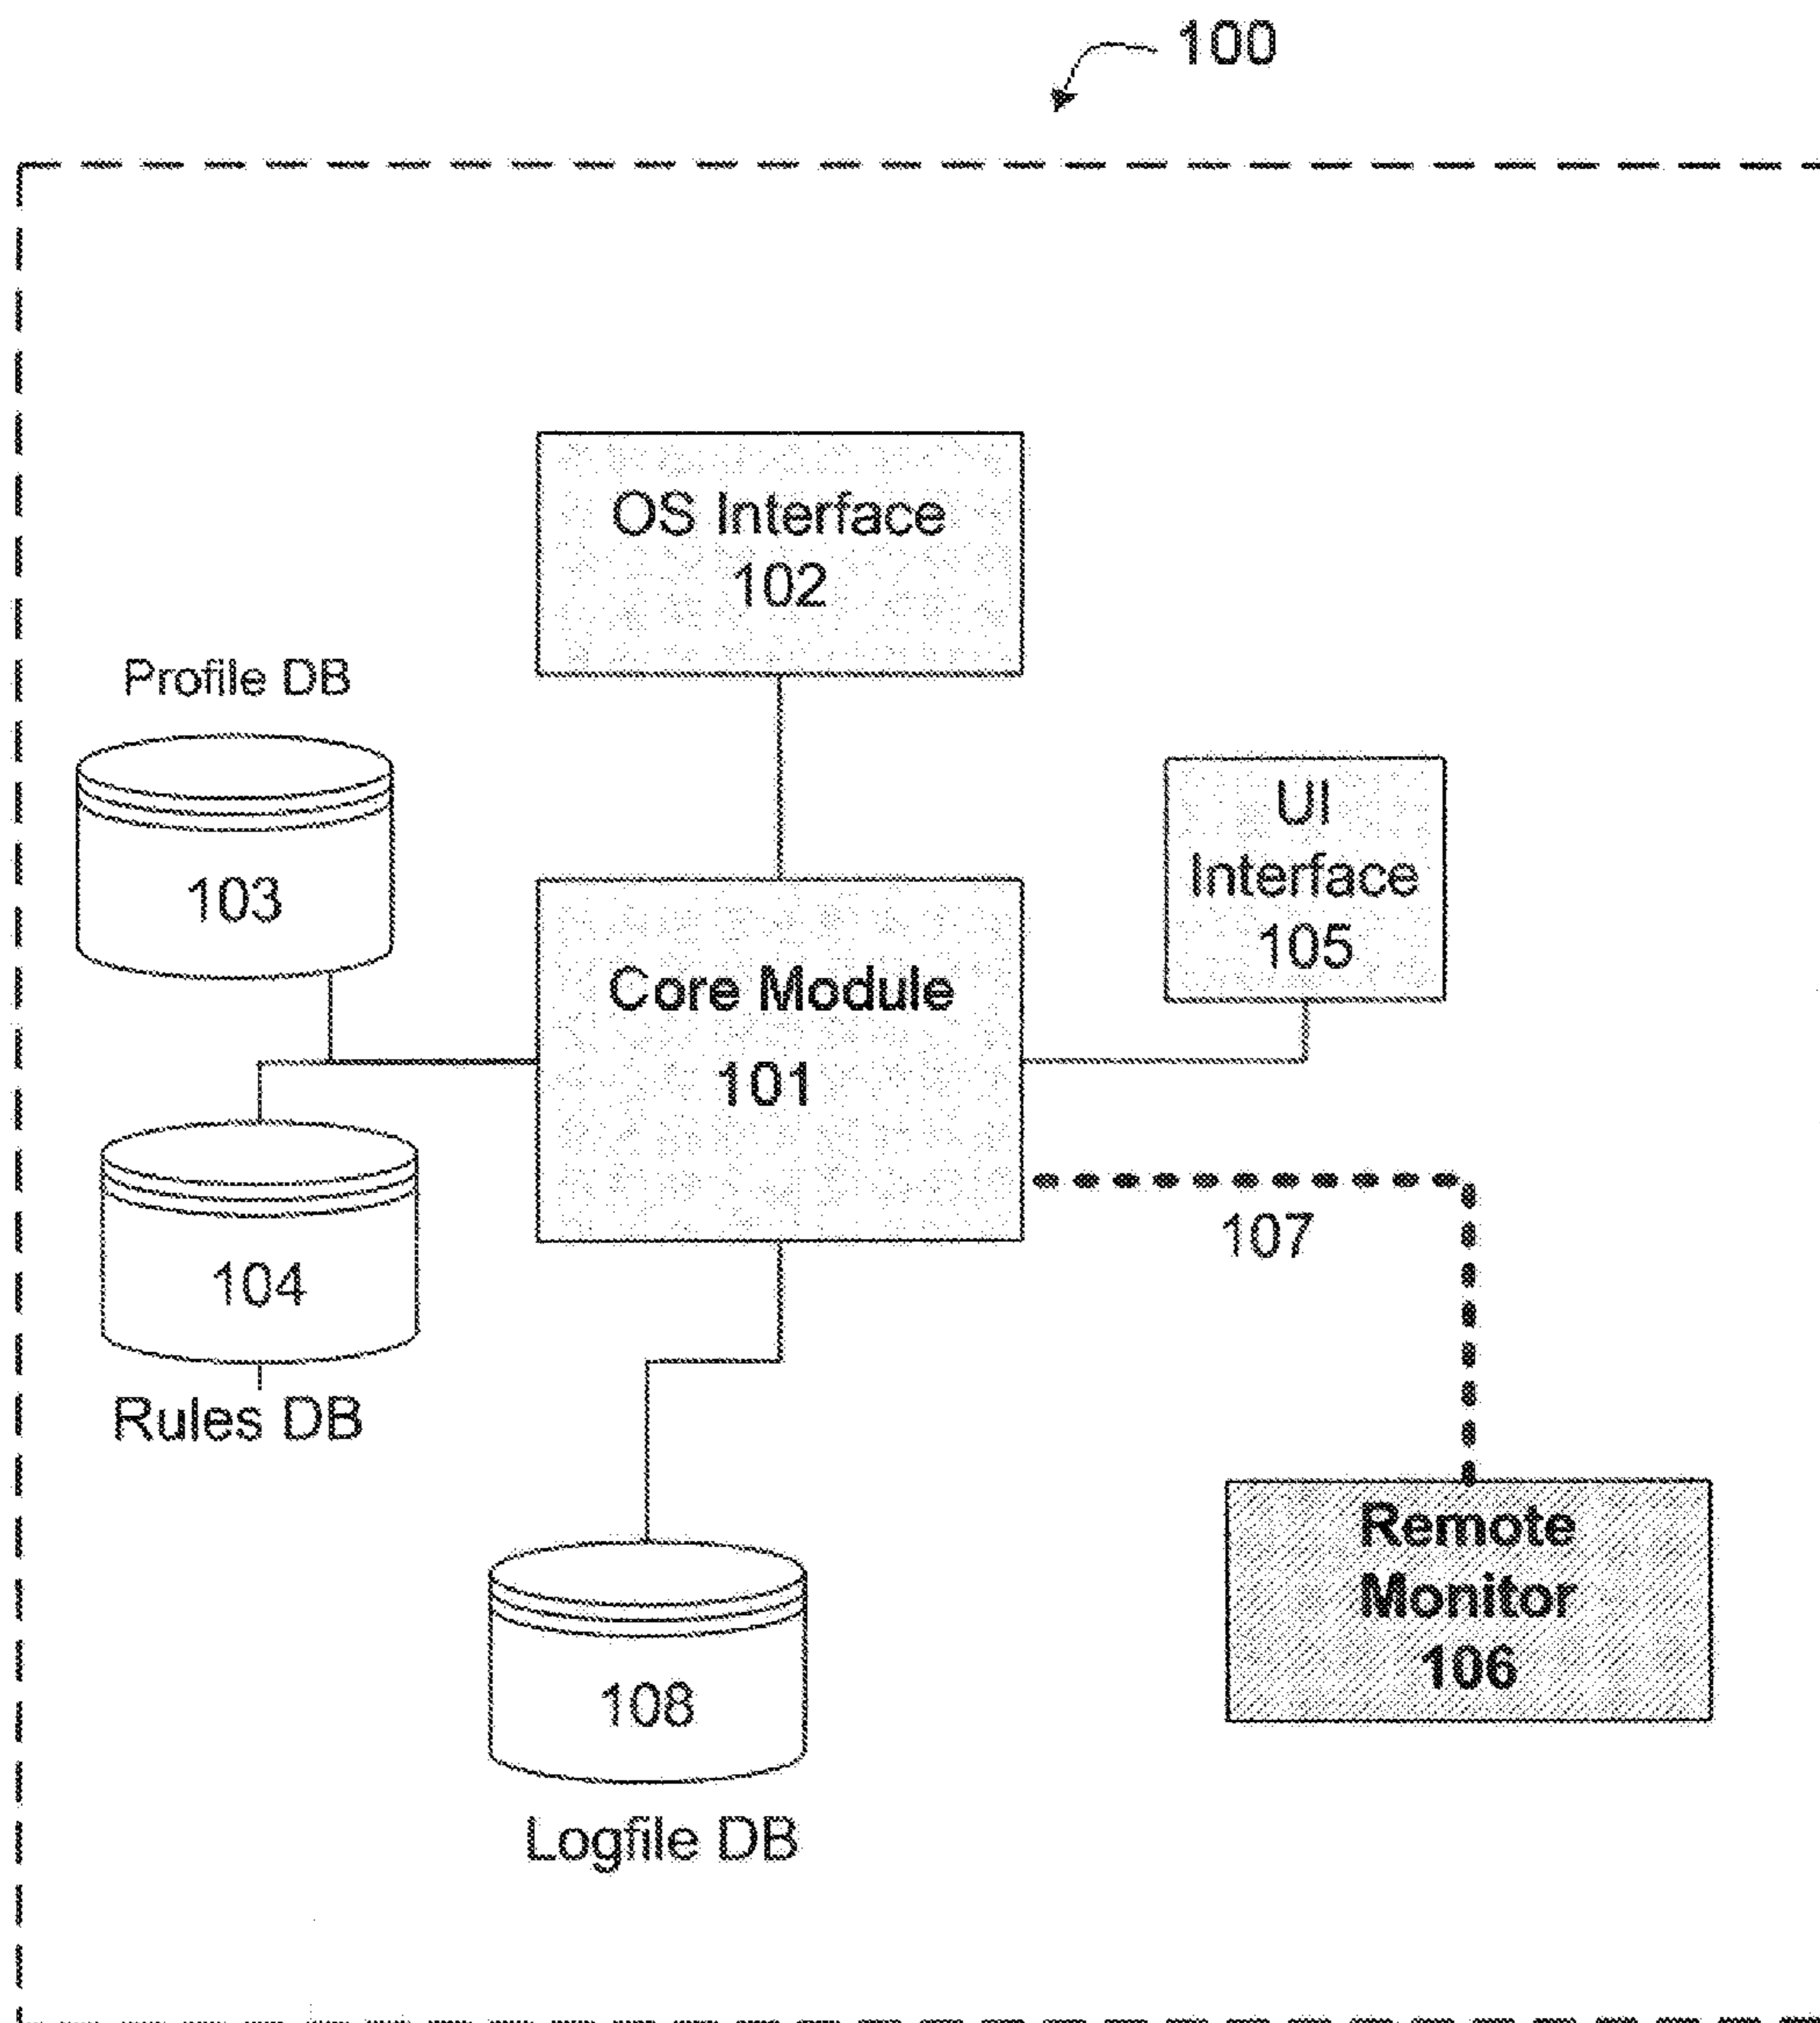 100
OS Interface
102
Profile DB
103
UI
Interface
105
Core Module
101
104
Rules DB
107
Remote
Monitor
106
108
Logfile DB